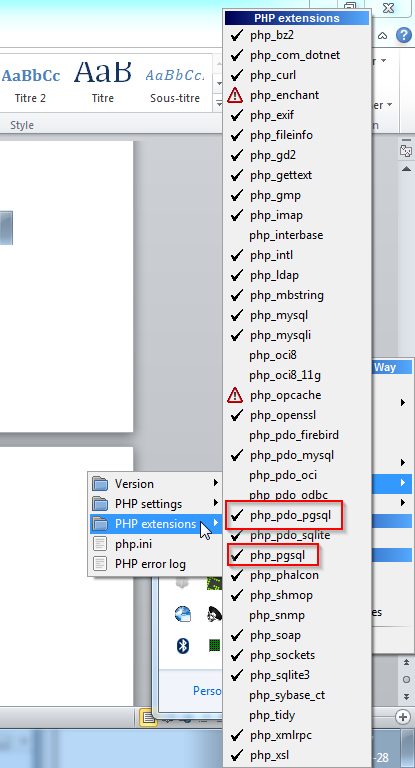 PHP extensions
php_bz2
php_com_dotnet
php_curl
php_enchant
php_exif
php_fileinfo
php_gd2
php_gettext
php_gmp
php_imap
php_interbase
php_intl
php_ldap
php_mbstring
php_mysql
php_mysqli
php_oci8
php_oci8_11g
php_opcache
php_openssl
php_pdo_firebird
php_pdo_mysql
php_pdo_oci
php_pdo_odbc
php_pdo_pgsql
php_pdo_sqlite
php_pgsql
php_phalcon
php_shmop
php_snmp
php_soap
php_sockets
php_sqlite3
php_sybase_ct
php_tidy
php_xmlrpc
php_xsl
AaBbCc AaB AaBbCc
Titre 2 Titre Sous-titre
Style
Version
PHP settings
PHP extensions
php.ini
PHP error log
Perso
Way
-28